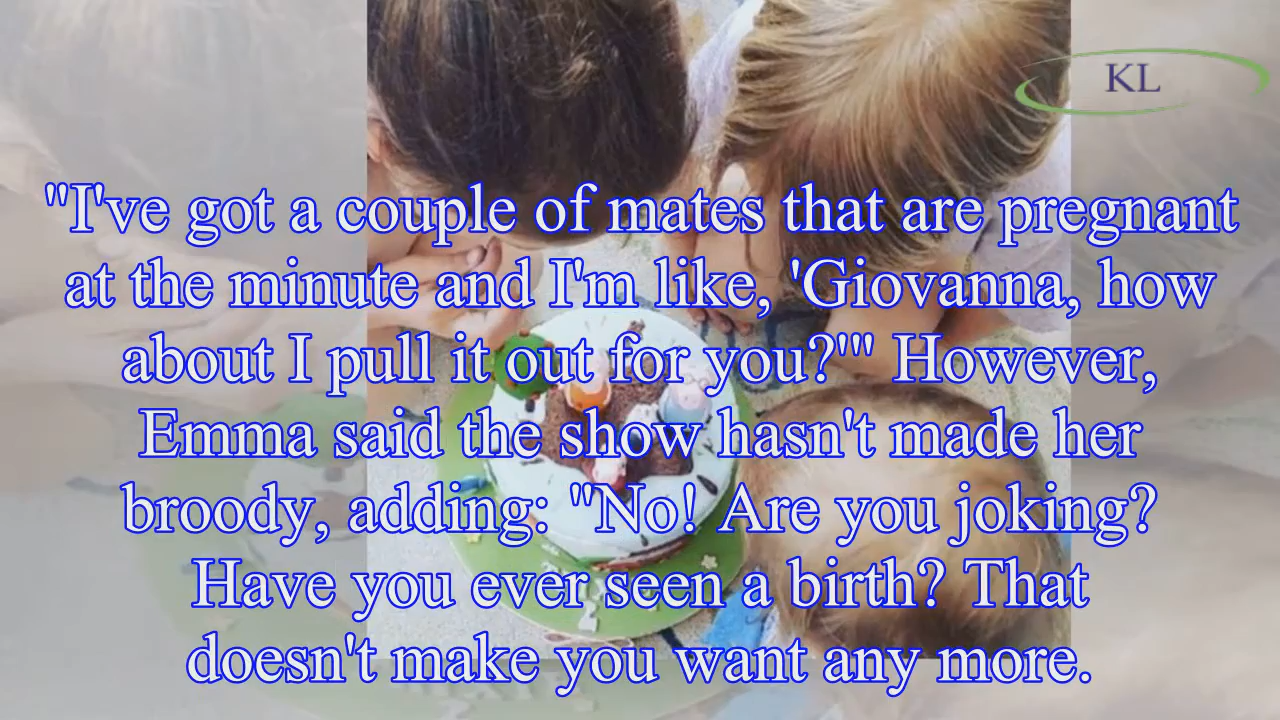 KL
"I've got a couple of mates that are pregnant
at the minute and I'm like, 'Giovanna, how
about I pull it out for you?'" However,
Emma said the show hasn't made her
broody, adding: "No! Are you joking?
Have you ever seen a birth? That
doesn't make you want any more.